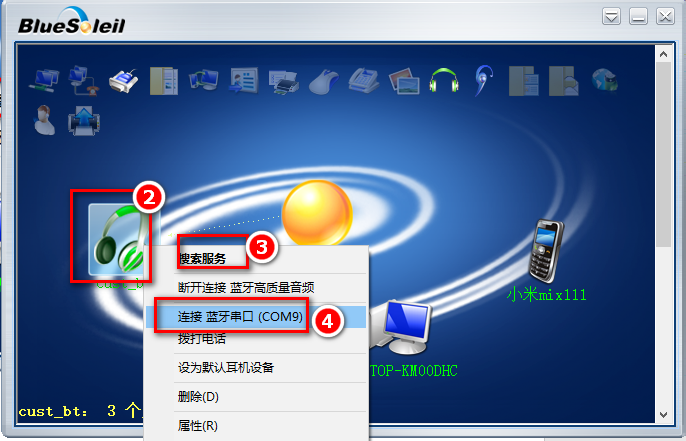 BlueSoleil
2
3
搜索服务
cust_b
断开连接 蓝牙高质量音频
小米mix111
连接 蓝牙串口 (COM9)
4
拨打电话
TOP-KM00DHC
设为默认耳机设备
删除(D)
cust_bt: 3 个
属性(R)